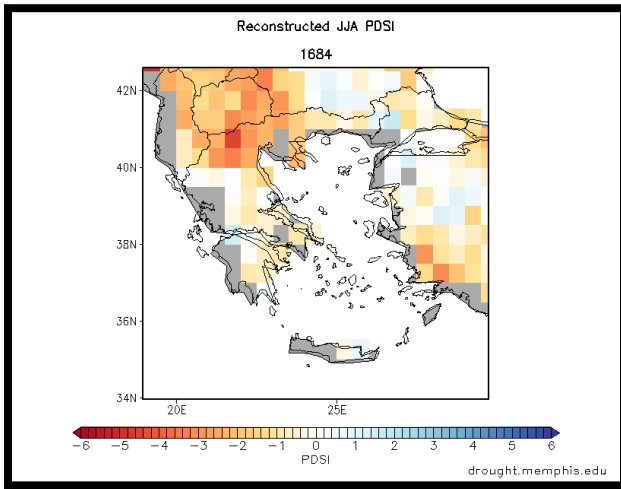 Reconstructed JJA PDSI
1684
42N
40N
38N
36N
34N
20E 25E
-6 -5 -4 -3 -2 -1 0 1 2 3 4 5 6
PDSI
drought.memphis.edu